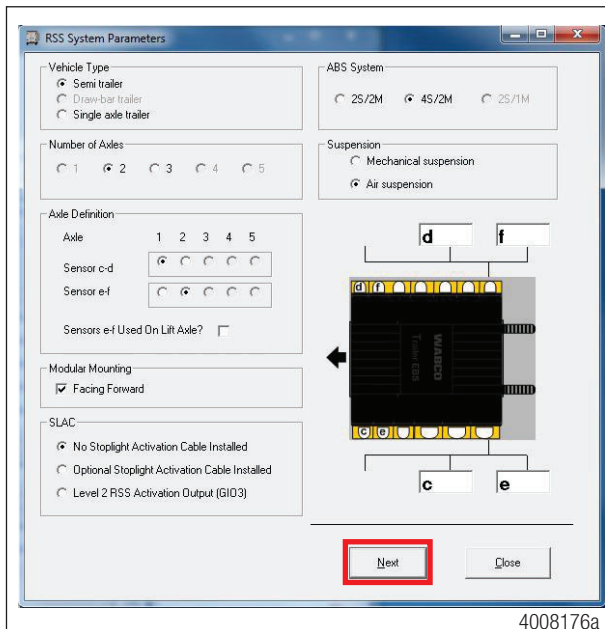 RSS System Parameters
Vehicle Type
Semi trailer
Draw-bar trailer
Single axle trailer
ABS System
2S/2M 4S/2M 2S/1M
Number of Axles
1 2 3 4 5
Suspension
Mechanical suspension
Air suspension
Axle Definition
Axle 1 2 3 4 5
Sensor c-d
Sensor e-f
Sensors e-f Used On Lift Axle?
d f
d f
WABCO
Trailer EBS
c e
c e
Modular Mounting
Facing Forward
SLAC
No Stoplight Activation Cable Installed
Optional Stoplight Activation Cable Installed
Level 2 RSS Activation Output (GIO3)
Next Close
4008176a